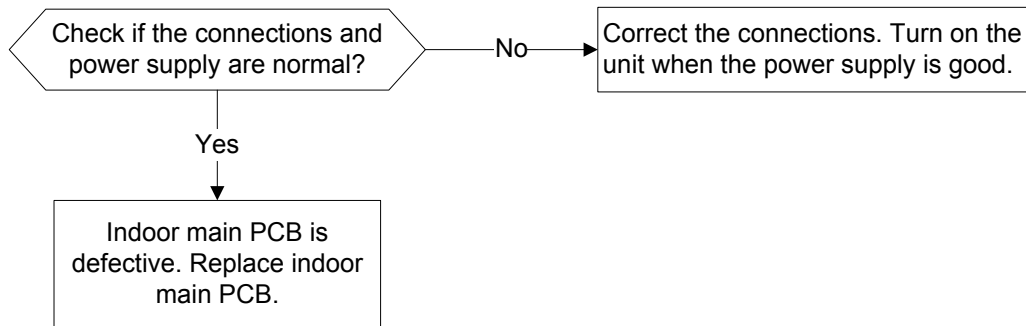 Check if the connections and
power supply are normal?
No
Correct the connections. Turn on the
unit when the power supply is good.
Yes
Indoor main PCB is
defective. Replace indoor
main PCB.